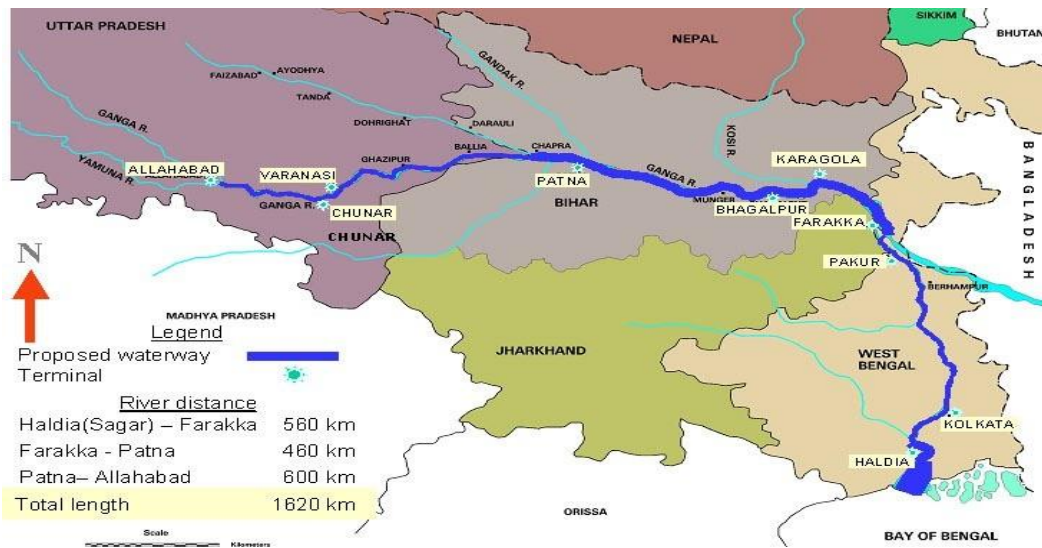 SIKKIM
UTTAR PRADESH
BHUTAN
NEPAL
GANDAK R.
FAIZABAD
AYODHYA
TANDA
GANGA R.
DOHRIGHAT
DARAULI
KOSI R.
BALLIA
CHAPRA
YAMUNA R.
ALLAHABAD
VARANASI
GHAZIPUR
KARAGOLA
PATNA
GANGA R.
BANGLADESH
GANGA R.
CHUNAR
BIHAR
MUNGER
BHAGALPUR
FARAKKA
CHUNAR
N
PAKUR
BERHAMPUR
MADHYA PRADESH
Legend
Proposed waterway
Terminal
JHARKHAND
WEST
BENGAL
River distance
Haldia(Sagar) – Farakka 560 km
Farakka - Patna 460 km
Patna– Allahabad 600 km
Total length 1620 km
KOLKATA
HALDIA
ORISSA
BAY OF BENGAL
Scale
Kilometers